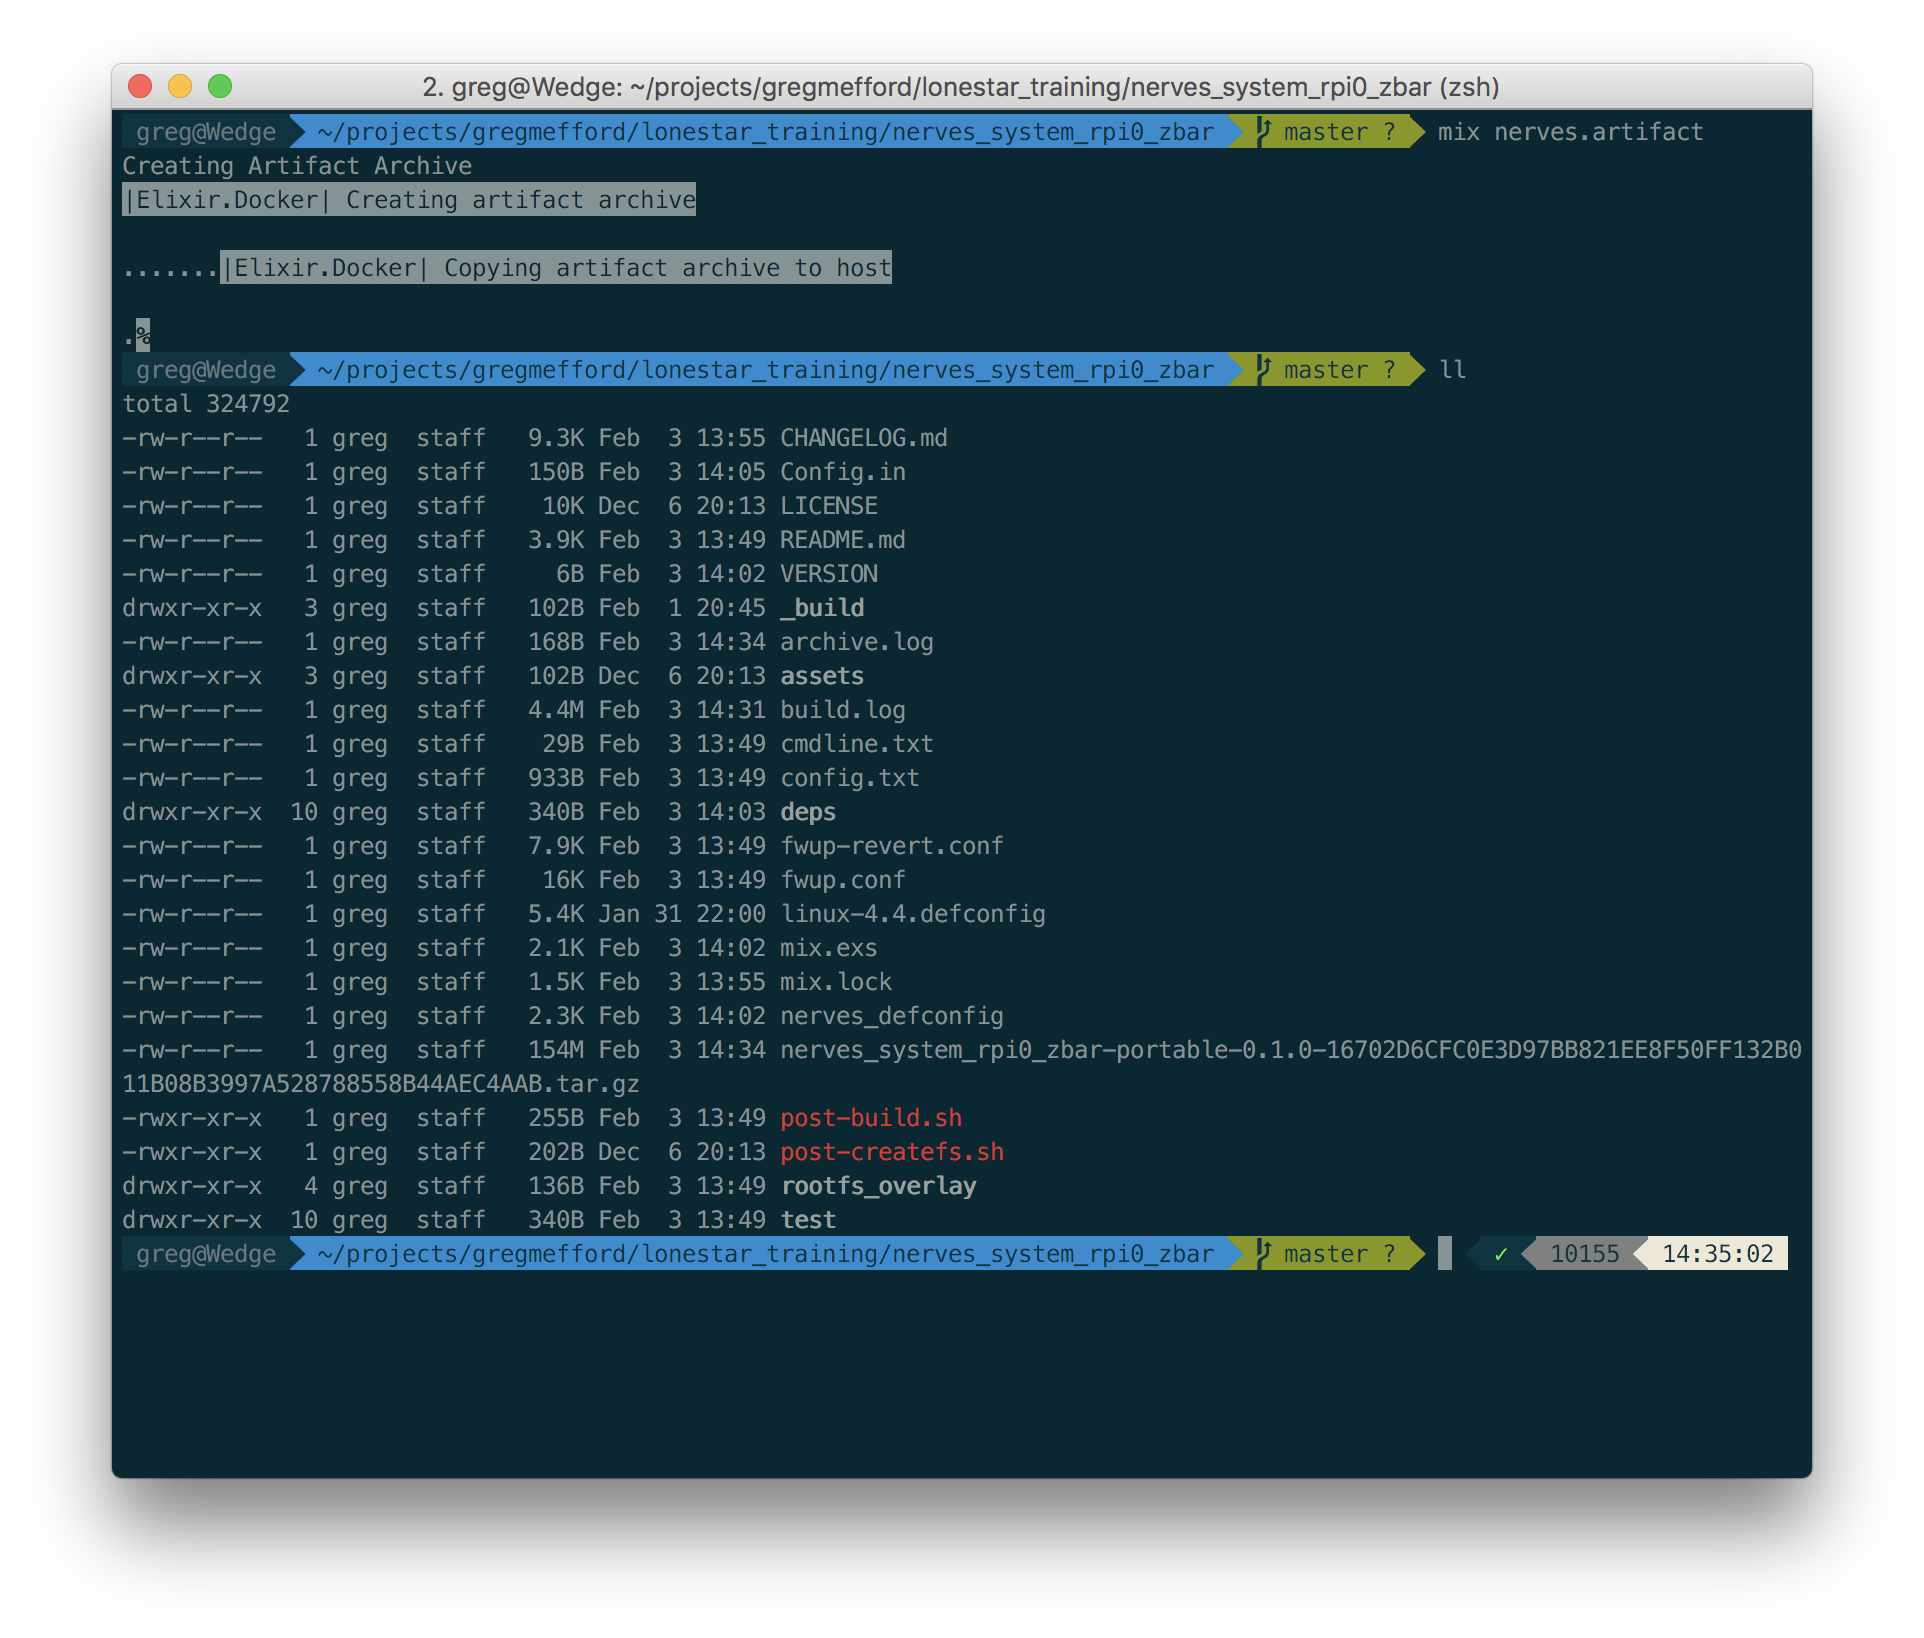 2. greg@Wedge: ~/projects/gregmefford/lonestar_training/nerves_system_rpi0_zbar (zsh)
greg@Wedge ~/projects/gregmefford/lonestar_training/nerves_system_rpi0_zbar master ? mix nerves.artifact
Creating Artifact Archive
|Elixir.Docker| Creating artifact archive
.......|Elixir.Docker| Copying artifact archive to host
.%
greg@Wedge ~/projects/gregmefford/lonestar_training/nerves_system_rpi0_zbar master ? ll
total 324792
-rw-r--r-- 1 greg staff 9.3K Feb 3 13:55 CHANGELOG.md
-rw-r--r-- 1 greg staff 150B Feb 3 14:05 Config.in
-rw-r--r-- 1 greg staff 10K Dec 6 20:13 LICENSE
-rw-r--r-- 1 greg staff 3.9K Feb 3 13:49 README.md
-rw-r--r-- 1 greg staff 6B Feb 3 14:02 VERSION
drwxr-xr-x 3 greg staff 102B Feb 1 20:45 _build
-rw-r--r-- 1 greg staff 168B Feb 3 14:34 archive.log
drwxr-xr-x 3 greg staff 102B Dec 6 20:13 assets
-rw-r--r-- 1 greg staff 4.4M Feb 3 14:31 build.log
-rw-r--r-- 1 greg staff 29B Feb 3 13:49 cmdline.txt
-rw-r--r-- 1 greg staff 933B Feb 3 13:49 config.txt
drwxr-xr-x 10 greg staff 340B Feb 3 14:03 deps
-rw-r--r-- 1 greg staff 7.9K Feb 3 13:49 fwup-revert.conf
-rw-r--r-- 1 greg staff 16K Feb 3 13:49 fwup.conf
-rw-r--r-- 1 greg staff 5.4K Jan 31 22:00 linux-4.4.defconfig
-rw-r--r-- 1 greg staff 2.1K Feb 3 14:02 mix.exs
-rw-r--r-- 1 greg staff 1.5K Feb 3 13:55 mix.lock
-rw-r--r-- 1 greg staff 2.3K Feb 3 14:02 nerves_defconfig
-rw-r--r-- 1 greg staff 154M Feb 3 14:34 nerves_system_rpi0_zbar-portable-0.1.0-16702D6CFC0E3D97BB821EE8F50FF132B0
11B08B3997A528788558B44AEC4AAB.tar.gz
-rwxr-xr-x 1 greg staff 255B Feb 3 13:49 post-build.sh
-rwxr-xr-x 1 greg staff 202B Dec 6 20:13 post-createfs.sh
drwxr-xr-x 4 greg staff 136B Feb 3 13:49 rootfs_overlay
drwxr-xr-x 10 greg staff 340B Feb 3 13:49 test
greg@Wedge ~/projects/gregmefford/lonestar_training/nerves_system_rpi0_zbar master ? ✓ 10155 14:35:02